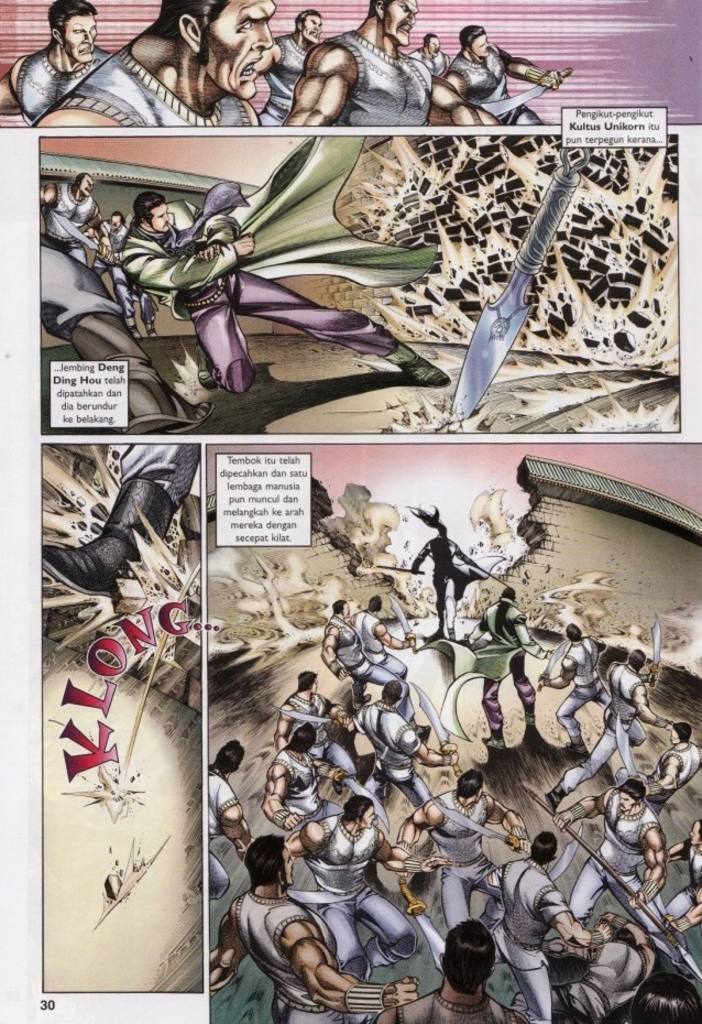 Pengikut-pengikut
Kultus Unikorn itu
pun terpegun kerana...
...lembing Deng
Ding Hou telah
dipatahkan dan
dia berundur
ke belakang.
Tembok itu telah
dipecahkan dan satu
lembaga manusia
pun muncul dan
melangkah ke arah
mereka dengan
secepat kilat.
KLONG...
30